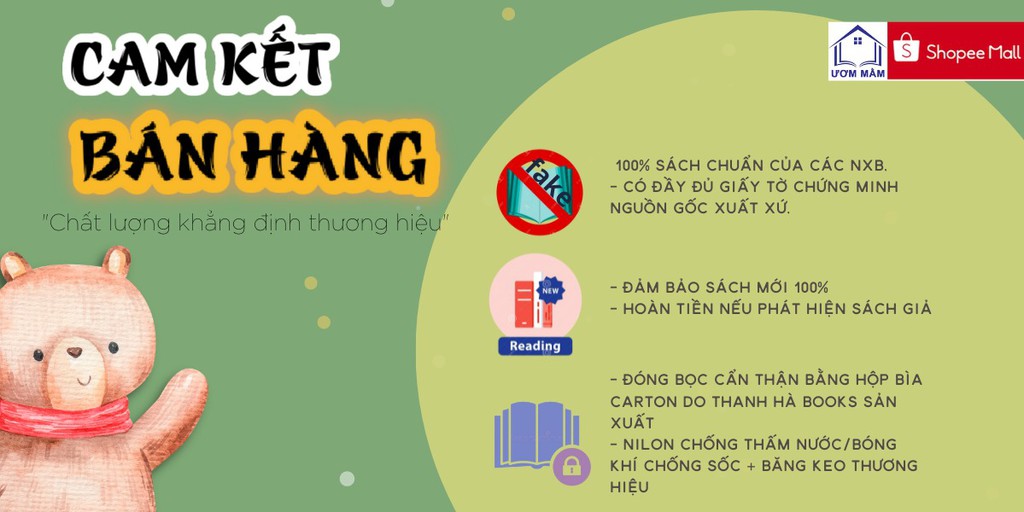 CAM KẾT
BÁN HÀNG
"Chất lượng khẳng định thương hiệu"
ƯƠM MẦM
S Shopee Mall
fake
100% SÁCH CHUẨN CỦA CÁC NXB.
- CÓ ĐẦY ĐỦ GIẤY TỜ CHỨNG MINH
NGUỒN GỐC XUẤT XỨ.
NEW
Reading
- ĐẢM BẢO SÁCH MỚI 100%
- HOÀN TIỀN NẾU PHÁT HIỆN SÁCH GIẢ
- ĐÓNG BỌC CẨN THẬN BẰNG HỘP BÌA
CARTON DO THANH HÀ BOOKS SẢN
XUẤT
- NILON CHỐNG THẤM NƯỚC/BÓNG
KHÍ CHỐNG SỐC + BĂNG KEO THƯƠNG
HIỆU